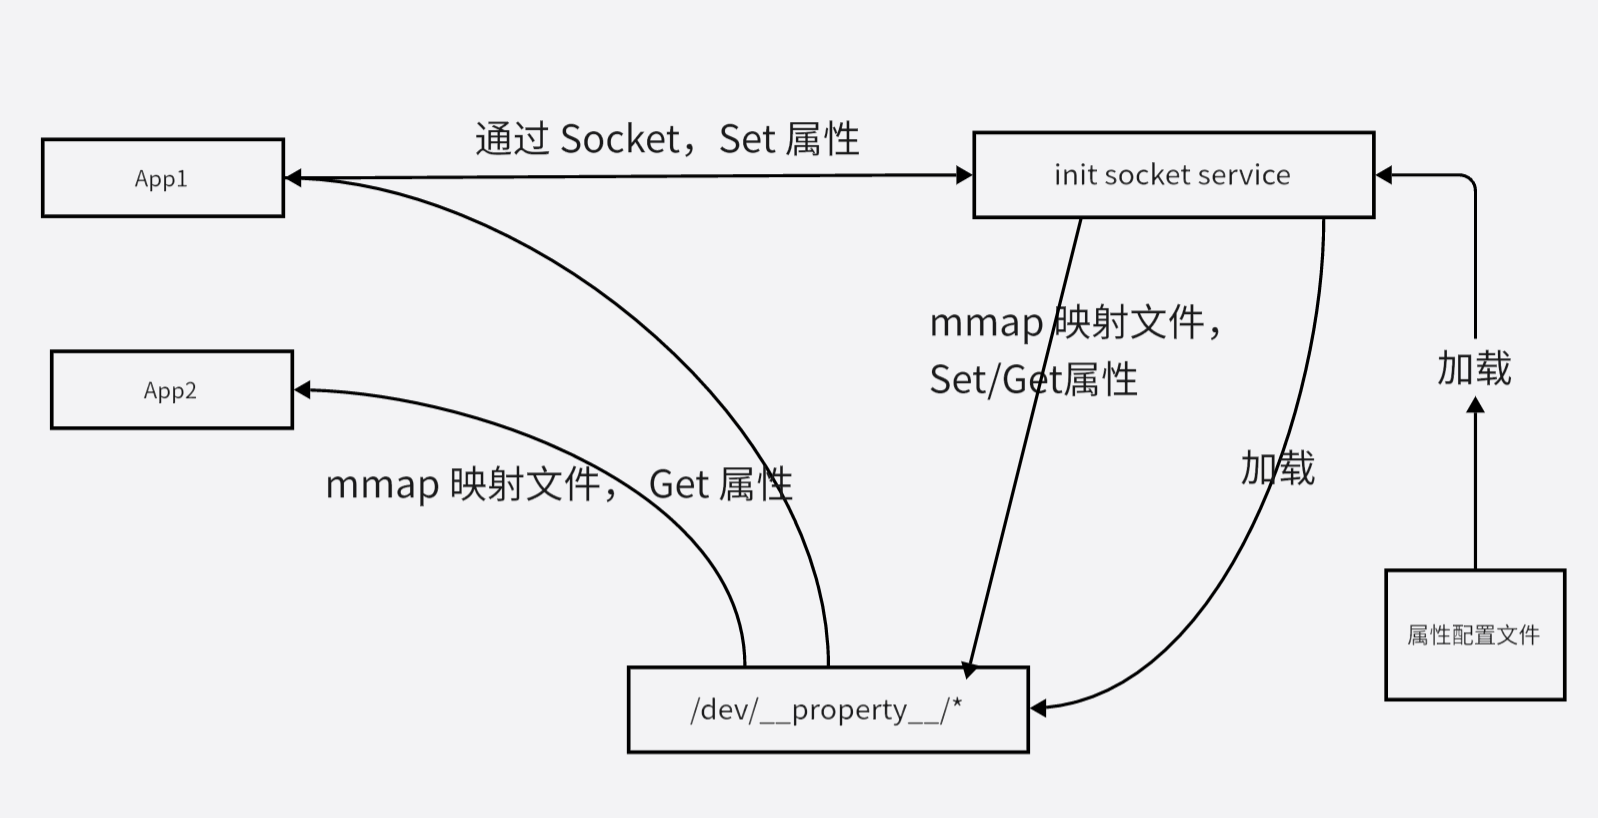 通过 Socket，Set 属性
App1
init socket service
mmap 映射文件，
Set/Get属性
加载
App2
mmap 映射文件， Get 属性
加载
属性配置文件
/dev/__property__/*